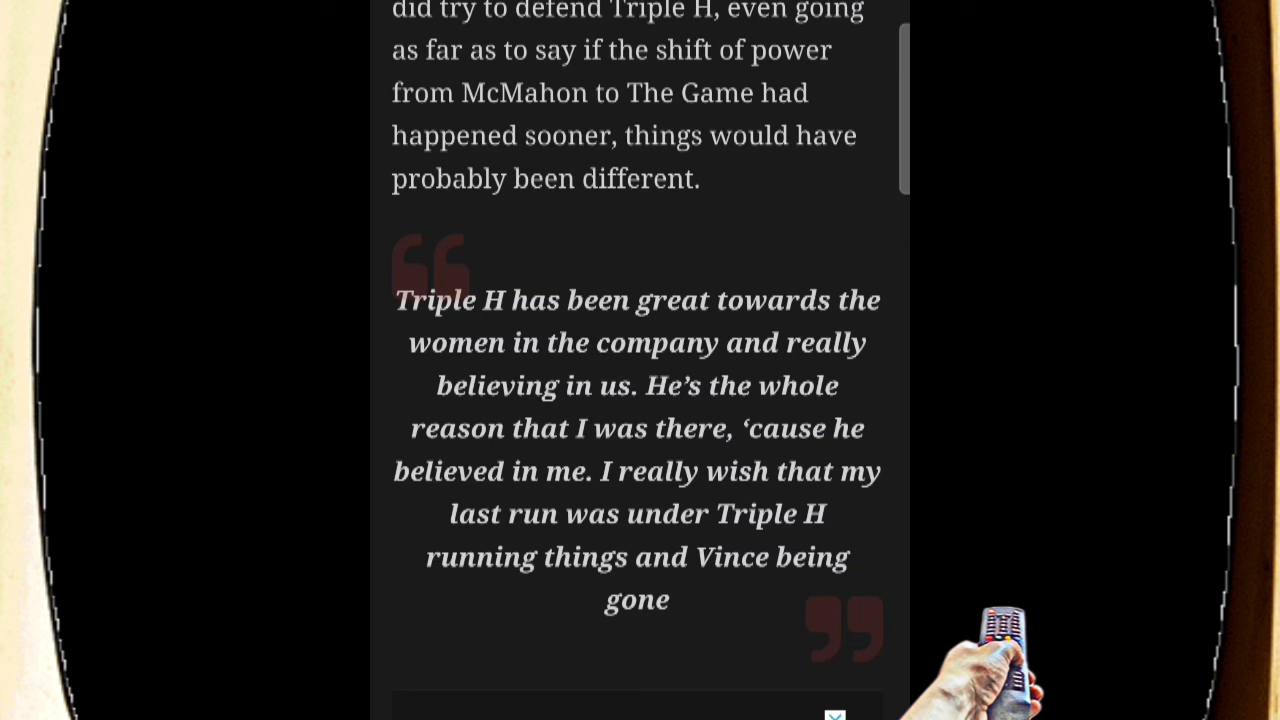 did try to defend Triple H, even going
as far as to say if the shift of power
from McMahon to The Game had
happened sooner, things would have
probably been different.
“
Triple H has been great towards the
women in the company and really
believing in us. He’s the whole
reason that I was there, ‘cause he
believed in me. I really wish that my
last run was under Triple H
running things and Vince being
gone
”